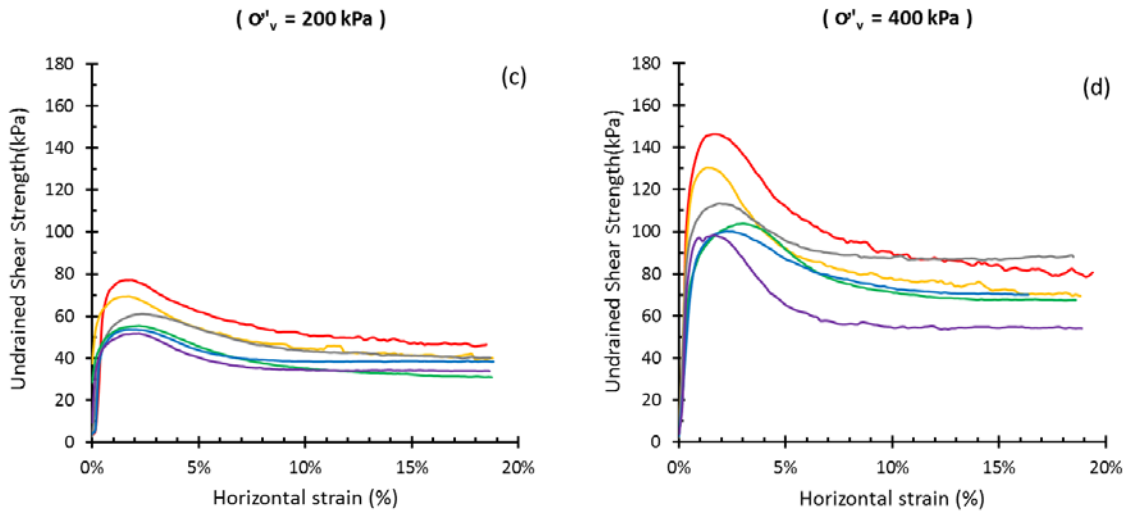 ( σ'v = 200 kPa )
(c)
Undrained Shear Strength(kPa)
180
160
140
120
100
80
60
40
20
0
0% 5% 10% 15% 20%
Horizontal strain (%)
( σ'v = 400 kPa )
(d)
Undrained Shear Strength(kPa)
180
160
140
120
100
80
60
40
20
0
0% 5% 10% 15% 20%
Horizontal strain (%)